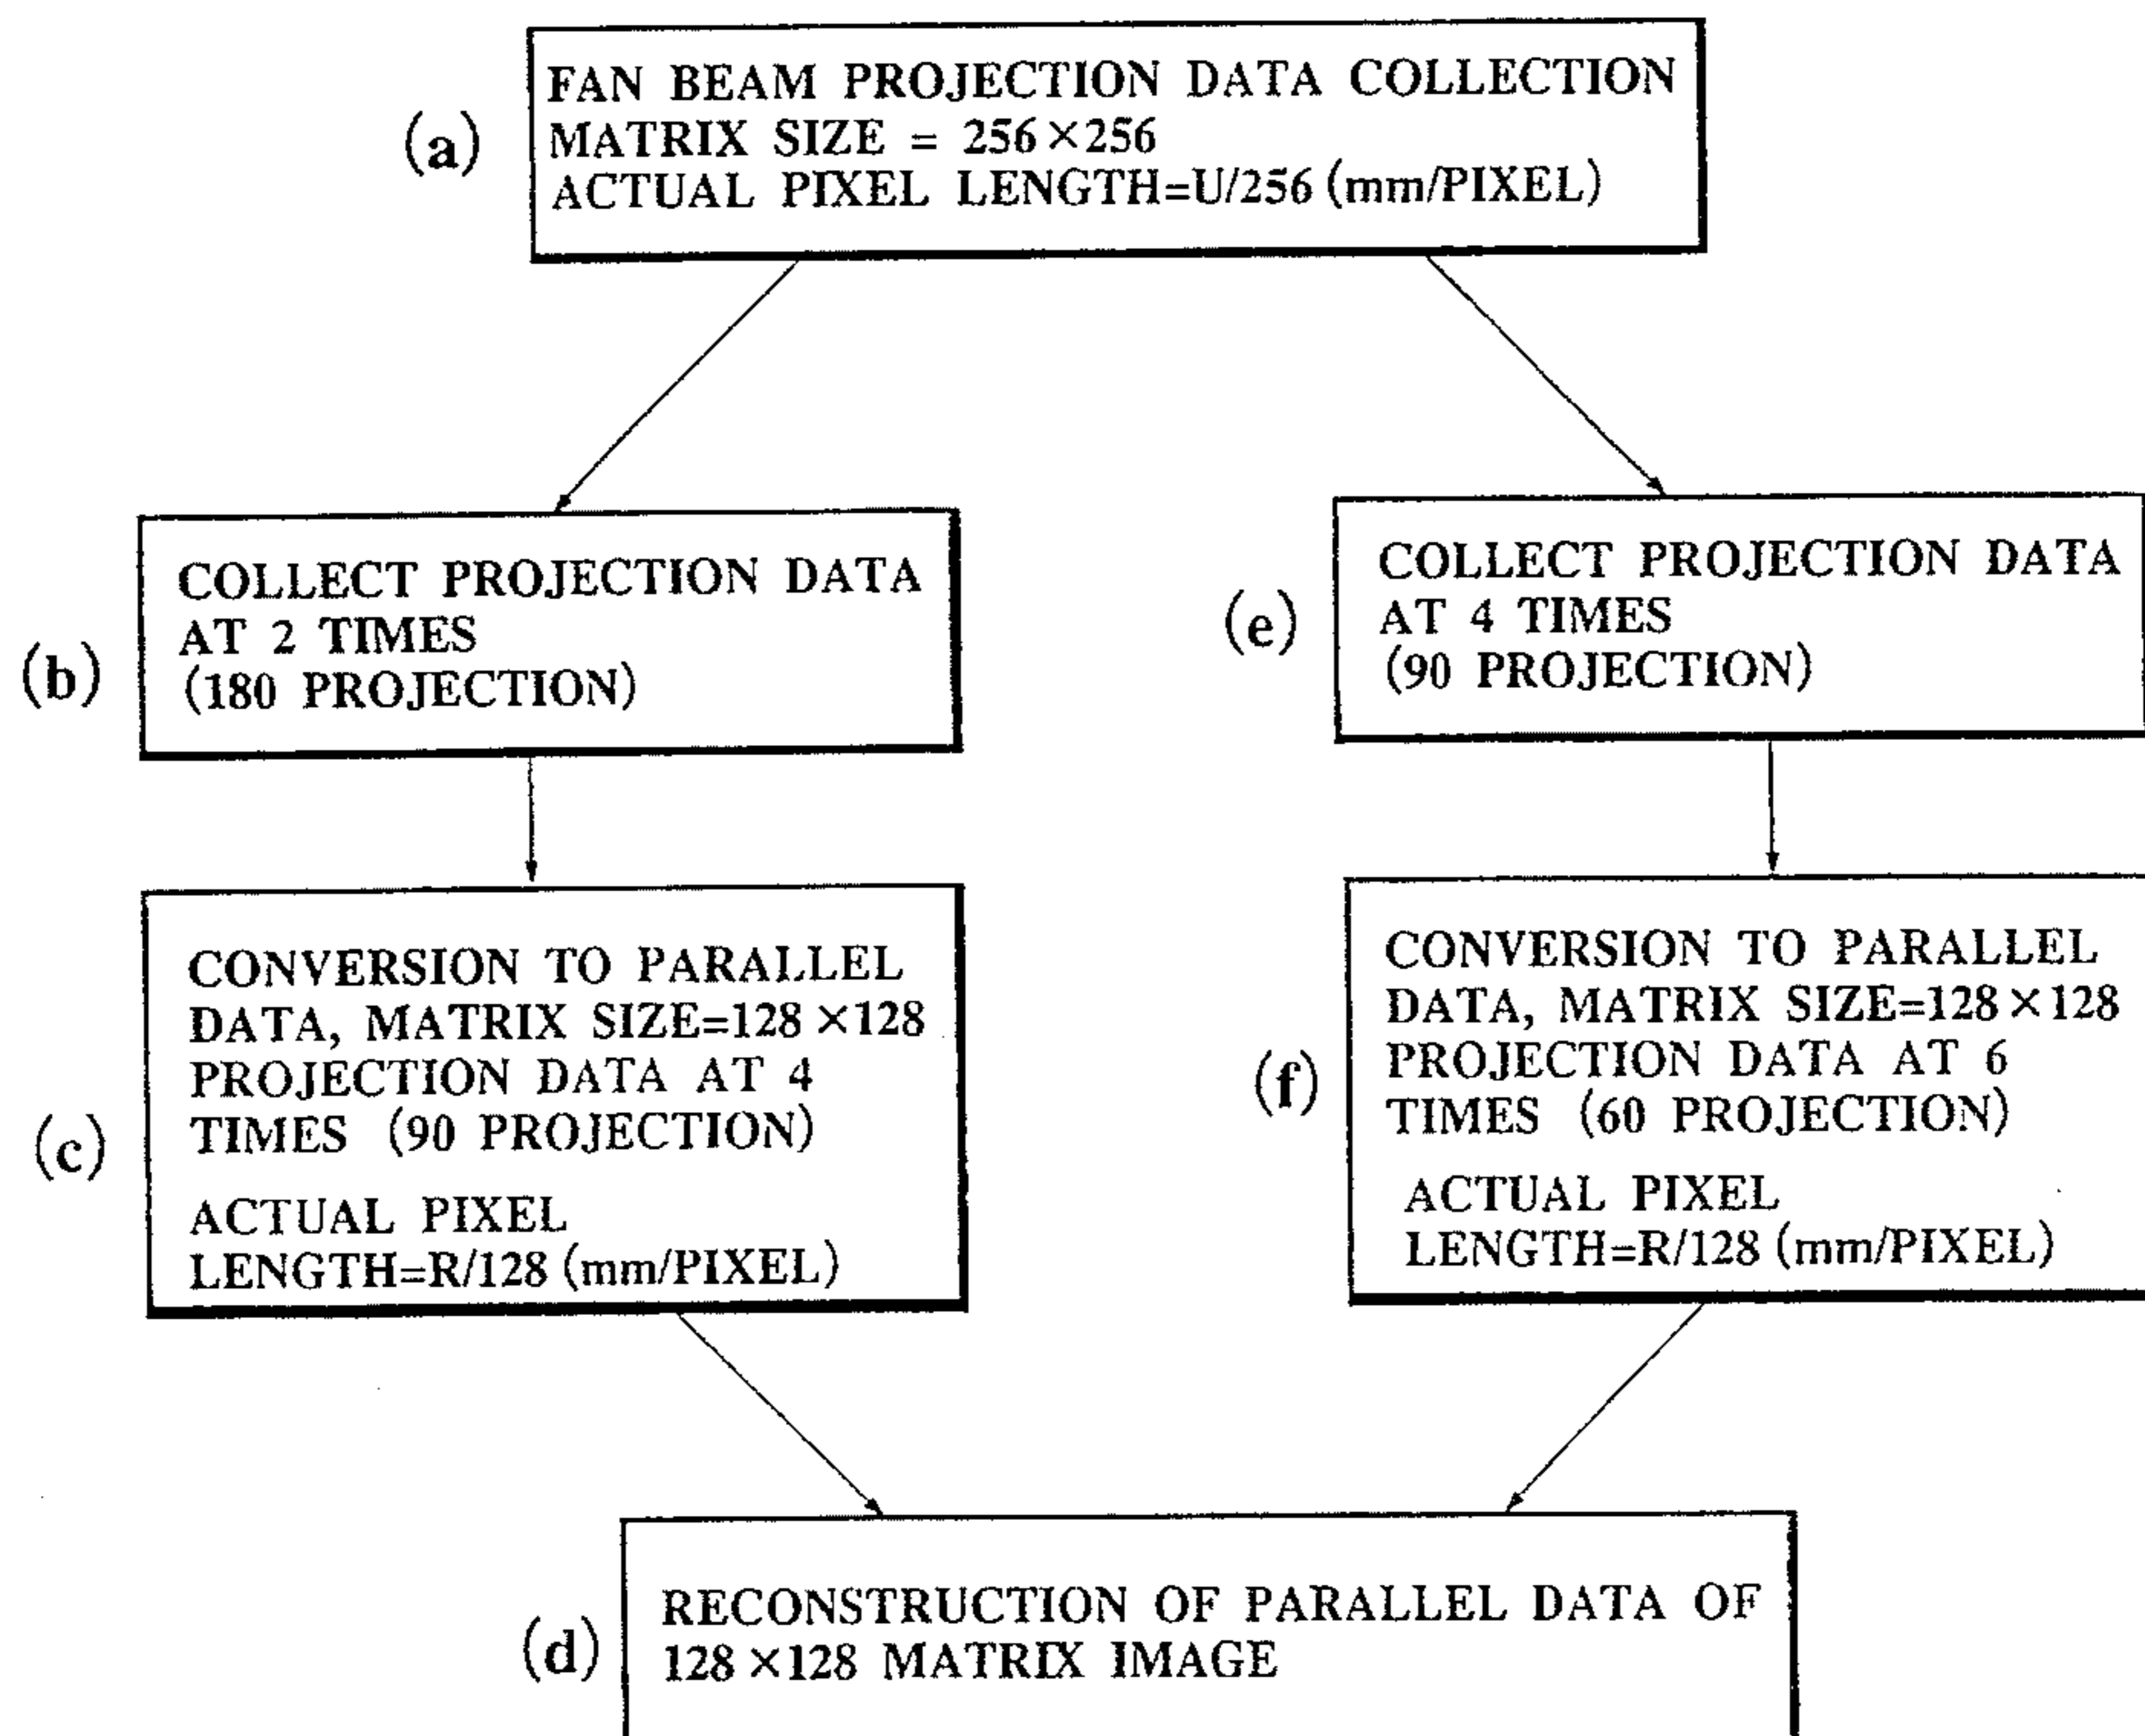 (a)
FAN BEAM PROJECTION DATA COLLECTION
MATRIX SIZE = 256×256
ACTUAL PIXEL LENGTH=U/256 (mm/PIXEL)
(b)
COLLECT PROJECTION DATA
AT 2 TIMES
(180 PROJECTION)
(e)
COLLECT PROJECTION DATA
AT 4 TIMES
(90 PROJECTION)
(c)
CONVERSION TO PARALLEL
DATA, MATRIX SIZE=128×128
PROJECTION DATA AT 4
TIMES (90 PROJECTION)
ACTUAL PIXEL
LENGTH=R/128 (mm/PIXEL)
(f)
CONVERSION TO PARALLEL
DATA, MATRIX SIZE=128×128
PROJECTION DATA AT 6
TIMES (60 PROJECTION)
ACTUAL PIXEL
LENGTH=R/128 (mm/PIXEL)
(d)
RECONSTRUCTION OF PARALLEL DATA OF
128×128 MATRIX IMAGE